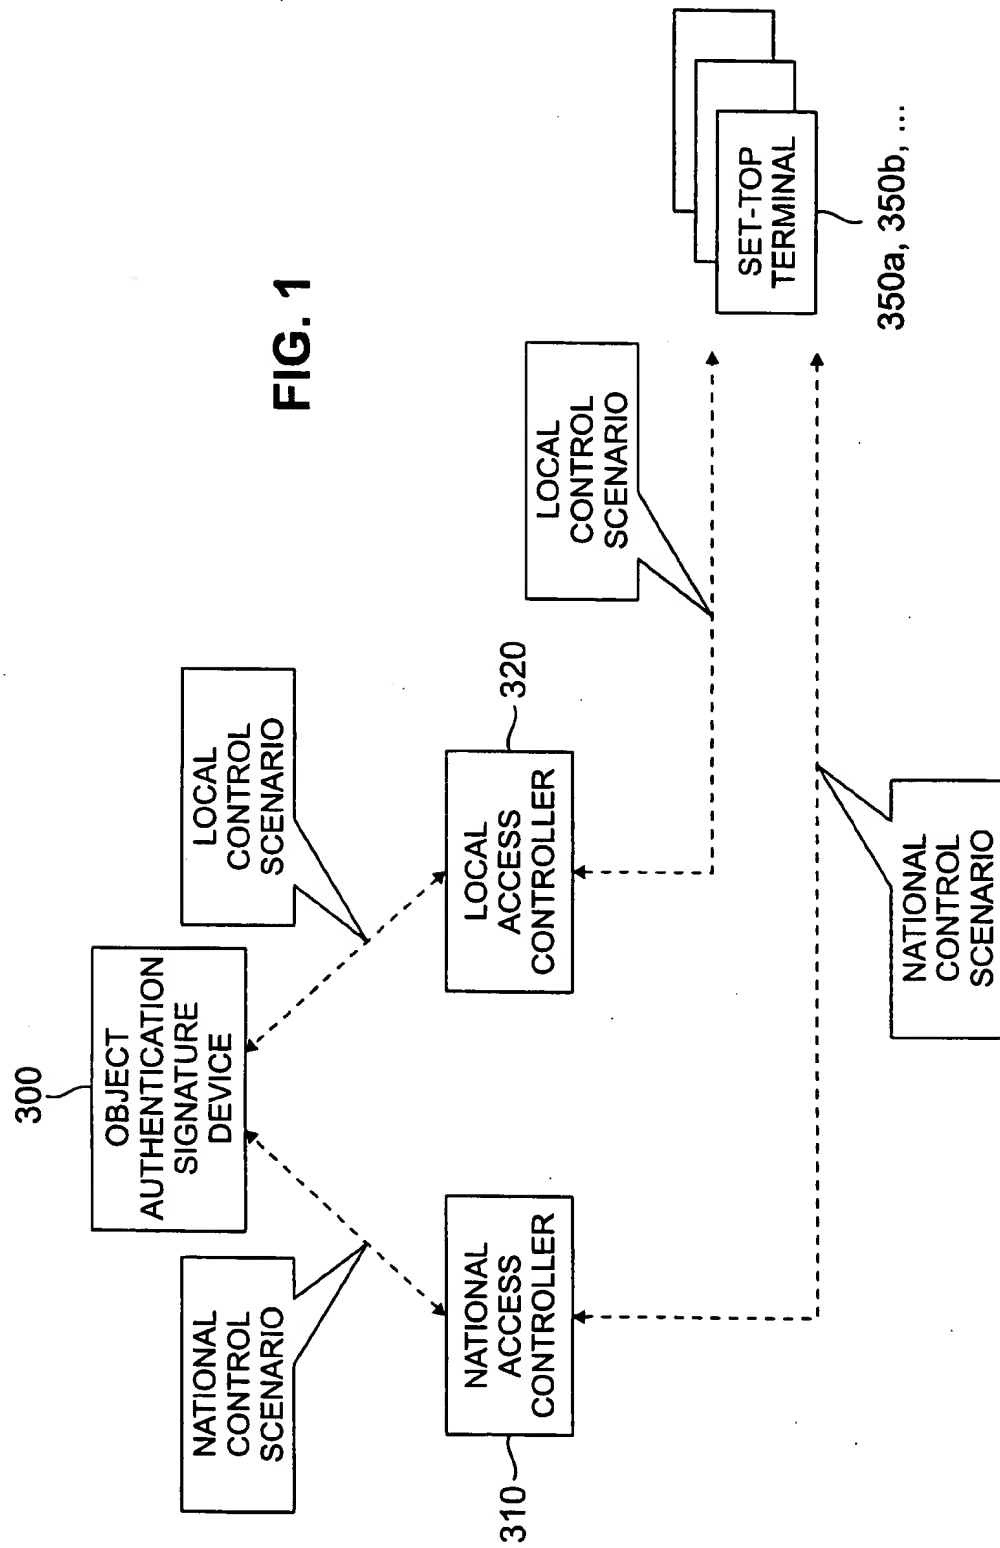 300
OBJECT
AUTHENTICATION
SIGNATURE
DEVICE
NATIONAL
CONTROL
SCENARIO
LOCAL
CONTROL
SCENARIO
FIG. 1
310
NATIONAL
ACCESS
CONTROLLER
LOCAL
ACCESS
CONTROLLER
320
LOCAL
CONTROL
SCENARIO
SET-TOP
TERMINAL
350a, 350b, ...
NATIONAL
CONTROL
SCENARIO